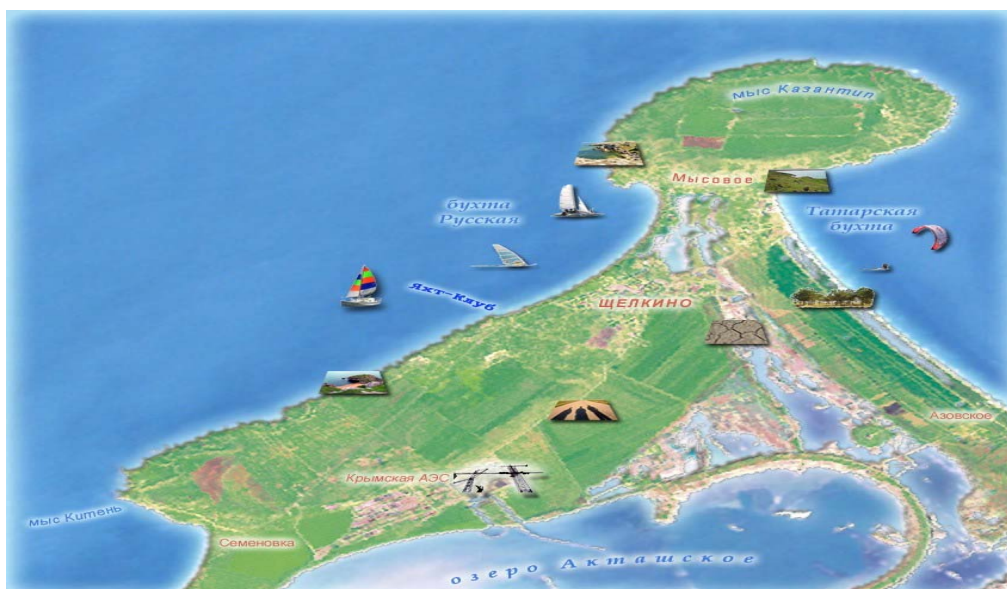 мыс Казантип
Мысовое
бухта
Русская
Татарская
бухта
яхт-клуб
ЩЕЛКИНО
Азовское
Крымская АЭС
мыс Китень
Семеновка
озеро Акташское